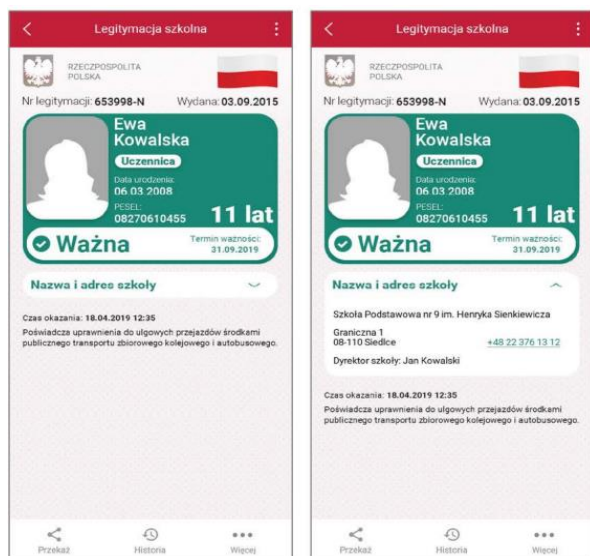 Legitymacja szkolna
RZECZPOSPOLITA
POLSKA
Nr legitymacji: 653998-N Wydana: 03.09.2015
Ewa
Kowalska
Uczennica
Data urodzenia:
06.03.2008
PESEL:
08270610455 11 lat
Ważna Termin ważności:
31.09.2019
Nazwa i adres szkoły
Czas okazania: 18.04.2019 12:35
Poświadcza uprawnienia do ulgowych przejazdów środkami
publicznego transportu zbiorowego kolejowego i autobusowego.
Przekaż Historia Więcej
Legitymacja szkolna
RZECZPOSPOLITA
POLSKA
Nr legitymacji: 653998-N Wydana: 03.09.2015
Ewa
Kowalska
Uczennica
Data urodzenia:
06.03.2008
PESEL:
08270610455 11 lat
Ważna Termin ważności:
31.09.2019
Nazwa i adres szkoły
Szkoła Podstawowa nr 9 im. Henryka Sienkiewicza
Graniczna 1
08-110 Siedlce +48 22 376 13 12
Dyrektor szkoły: Jan Kowalski
Czas okazania: 18.04.2019 12:35
Poświadcza uprawnienia do ulgowych przejazdów środkami
publicznego transportu zbiorowego kolejowego i autobusowego.
Przekaż Historia Więcej